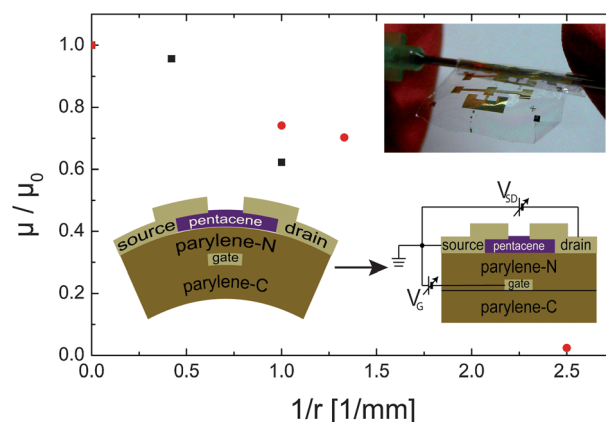 μ / μ0
1.0
0.8
0.6
0.4
0.2
0.0
source
pentacene
drain
parylene-N
gate
parylene-C
VSD
source
pentacene
drain
parylene-N
gate
VG
parylene-C
0.0
0.5
1.0
1.5
2.0
2.5
1/r [1/mm]